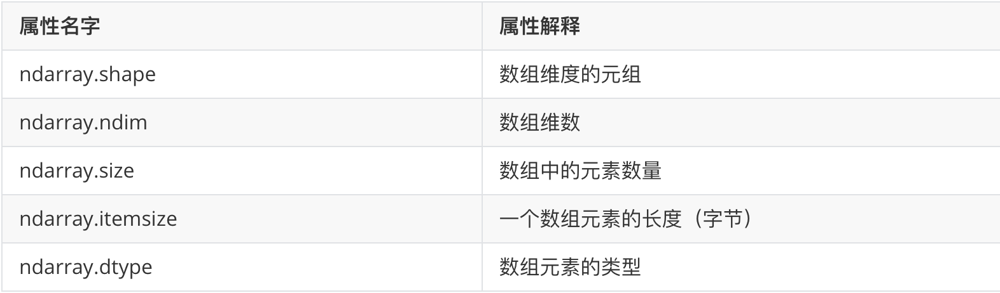 属性名字 属性解释
ndarray.shape 数组维度的元组
ndarray.ndim 数组维数
ndarray.size 数组中的元素数量
ndarray.itemsize 一个数组元素的长度（字节）
ndarray.dtype 数组元素的类型